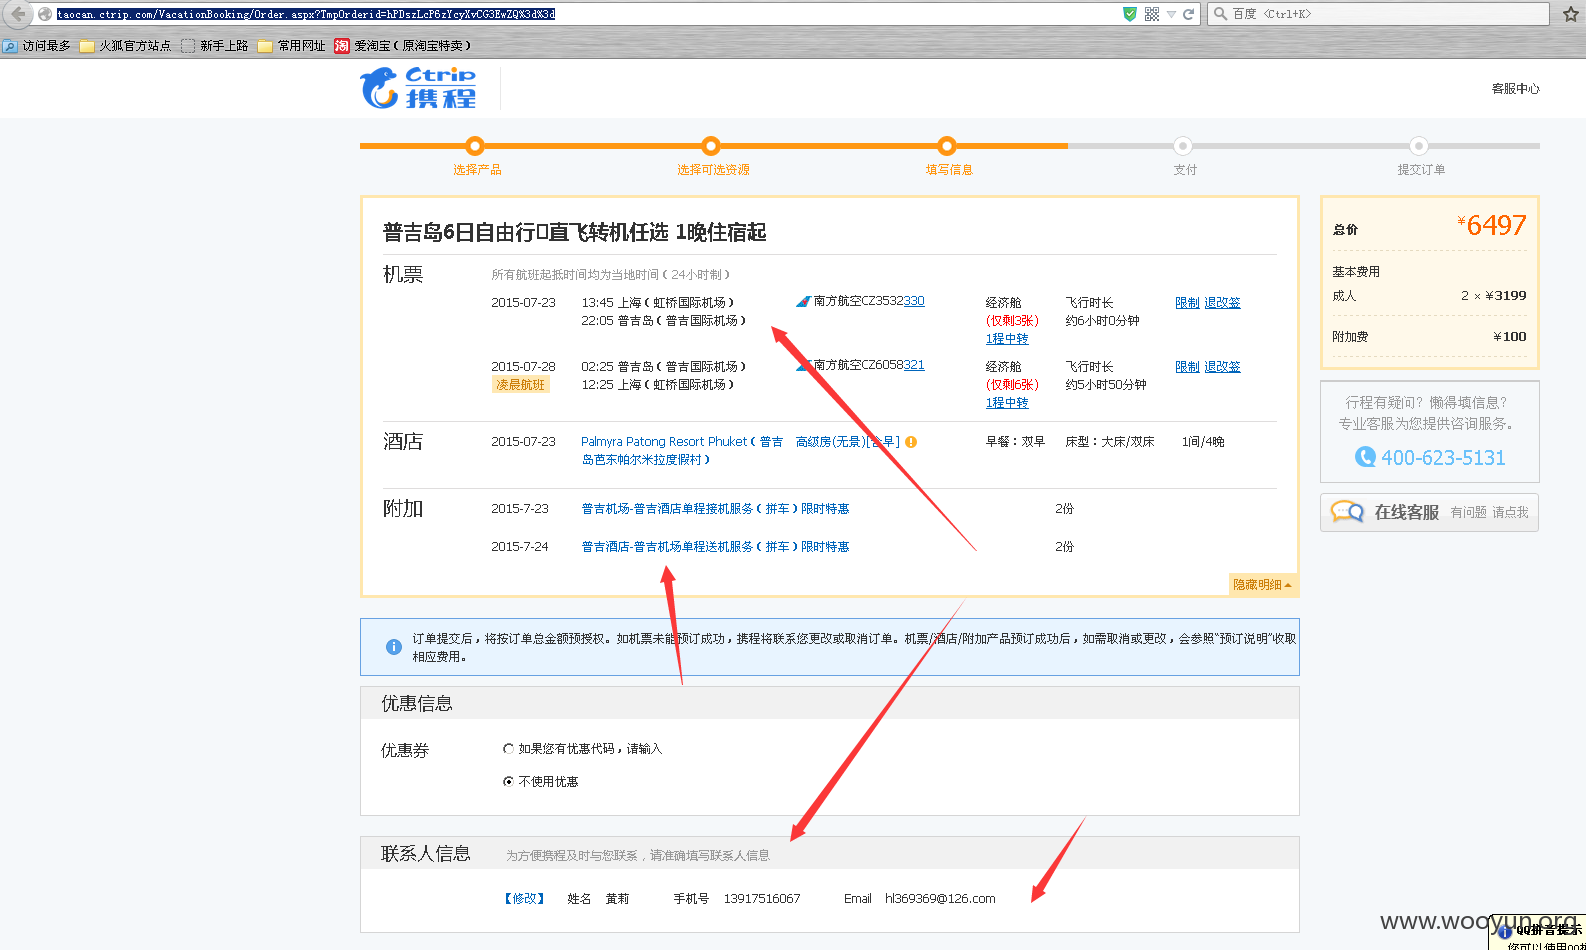 taocan.ctrip.com/VacationBooking/Order.aspx?TmpOrderid=hPDszLcP6zYcyXvCG3EwZQ%3d%3d
百度 <Ctrl+K>
访问最多 火狐官方站点 新手上路 常用网址 淘 爱淘宝(原淘宝特卖)
Ctrip
携程
客服中心
选择产品 选择可选资源 填写信息 支付 提交订单
普吉岛6日自由行直飞转机任选 1晚住宿起
机票 所有航班起抵时间均为当地时间(24小时制)
2015-07-23 13:45 上海(虹桥国际机场) 南方航空CZ3532330 经济舱 飞行时长 限制 退改签
22:05 普吉岛(普吉国际机场) (仅剩3张) 约6小时0分钟
1程中转
2015-07-28 02:25 普吉岛(普吉国际机场) 南方航空CZ6058321 经济舱 飞行时长 限制 退改签
凌晨航班 12:25 上海(虹桥国际机场) (仅剩6张) 约5小时50分钟
1程中转
酒店 2015-07-23 Palmyra Patong Resort Phuket(普吉 高级房(无景)[含早] 早餐:双早 床型:大床/双床 1间/4晚
岛芭东帕尔米拉度假村)
附加 2015-7-23 普吉机场-普吉酒店单程接机服务(拼车)限时特惠 2份
2015-7-24 普吉酒店-普吉机场单程送机服务(拼车)限时特惠 2份
隐藏明细
总价 ¥6497
基本费用
成人 2 × ¥3199
附加费 ¥100
行程有疑问?懒得填信息?
专业客服为您提供咨询服务。
400-623-5131
在线客服 有问题 请点我
订单提交后,将按订单总金额预授权。如机票未能预订成功,携程将联系您更改或取消订单。机票/酒店/附加产品预订成功后,如需取消或更改,会参照“预订说明”收取
相应费用。
优惠信息
优惠券 如果您有优惠代码,请输入
不使用优惠
联系人信息 为方便携程及时与您联系,请准确填写联系人信息
【修改】 姓名 黄莉 手机号 13917516067 Email hl369369@126.com
www.wooyun.org
QQ拼音提示